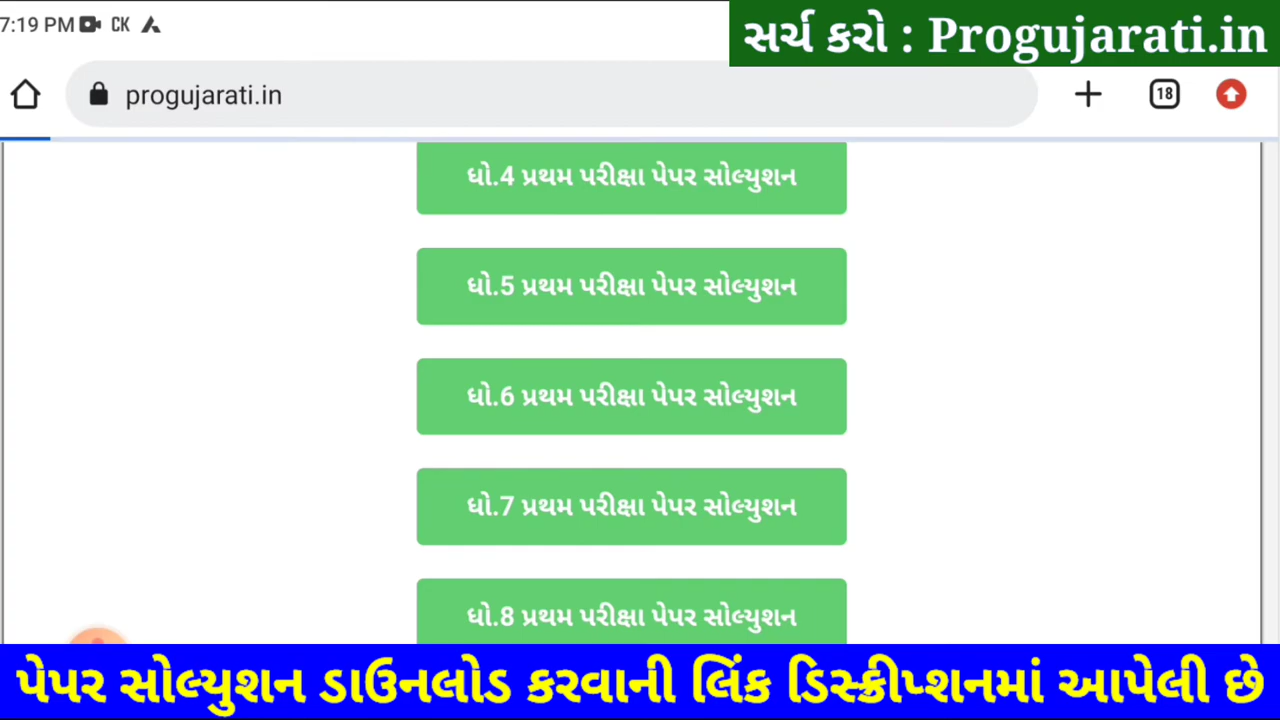 7:19 PM CK
સર્ચ કરો : Progujarati.in
progujarati.in
18
ધો.4 પ્રથમ પરીક્ષા પેપર સોલ્યુશન
ધો.5 પ્રથમ પરીક્ષા પેપર સોલ્યુશન
ધો.6 પ્રથમ પરીક્ષા પેપર સોલ્યુશન
ધો.7 પ્રથમ પરીક્ષા પેપર સોલ્યુશન
ધો.8 પ્રથમ પરીક્ષા પેપર સોલ્યુશન
પેપર સોલ્યુશન ડાઉનલોડ કરવાની લિંક ડિસ્ક્રીપ્શનમાં આપેલી છે